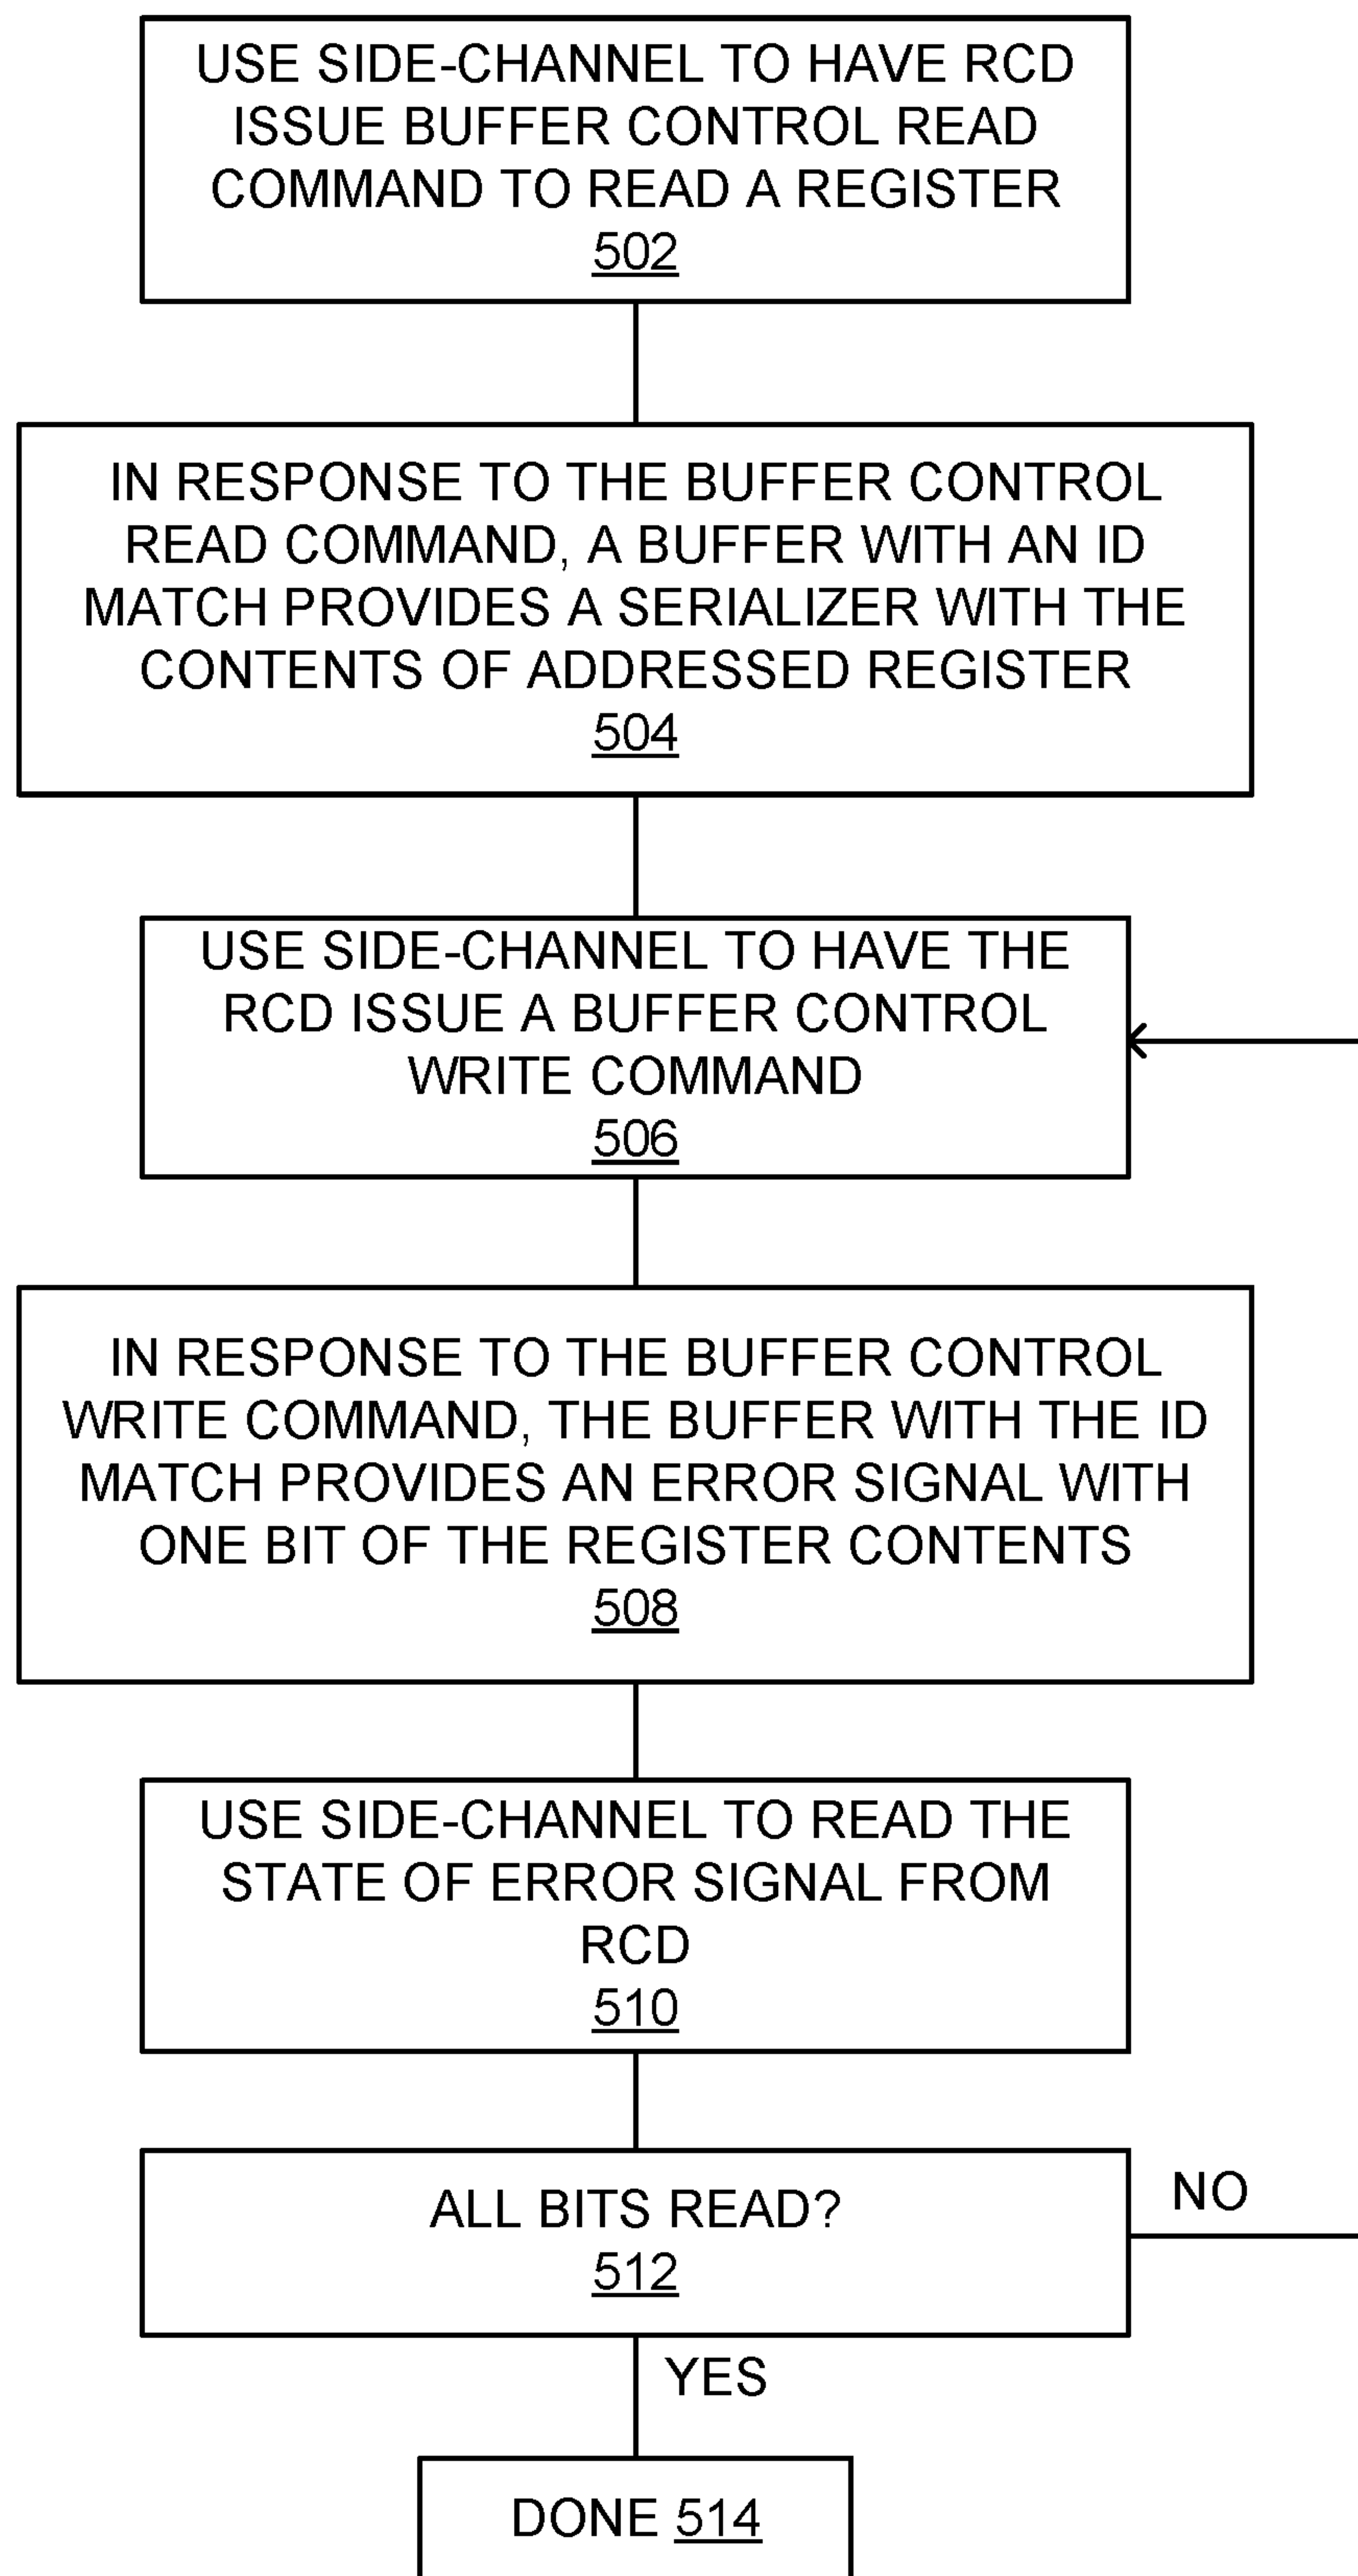 USE SIDE-CHANNEL TO HAVE RCD
ISSUE BUFFER CONTROL READ
COMMAND TO READ A REGISTER
502
IN RESPONSE TO THE BUFFER CONTROL
READ COMMAND, A BUFFER WITH AN ID
MATCH PROVIDES A SERIALIZER WITH THE
CONTENTS OF ADDRESSED REGISTER
504
USE SIDE-CHANNEL TO HAVE THE
RCD ISSUE A BUFFER CONTROL
WRITE COMMAND
506
IN RESPONSE TO THE BUFFER CONTROL
WRITE COMMAND, THE BUFFER WITH THE ID
MATCH PROVIDES AN ERROR SIGNAL WITH
ONE BIT OF THE REGISTER CONTENTS
508
USE SIDE-CHANNEL TO READ THE
STATE OF ERROR SIGNAL FROM
RCD
510
ALL BITS READ?
512
NO
YES
DONE 514